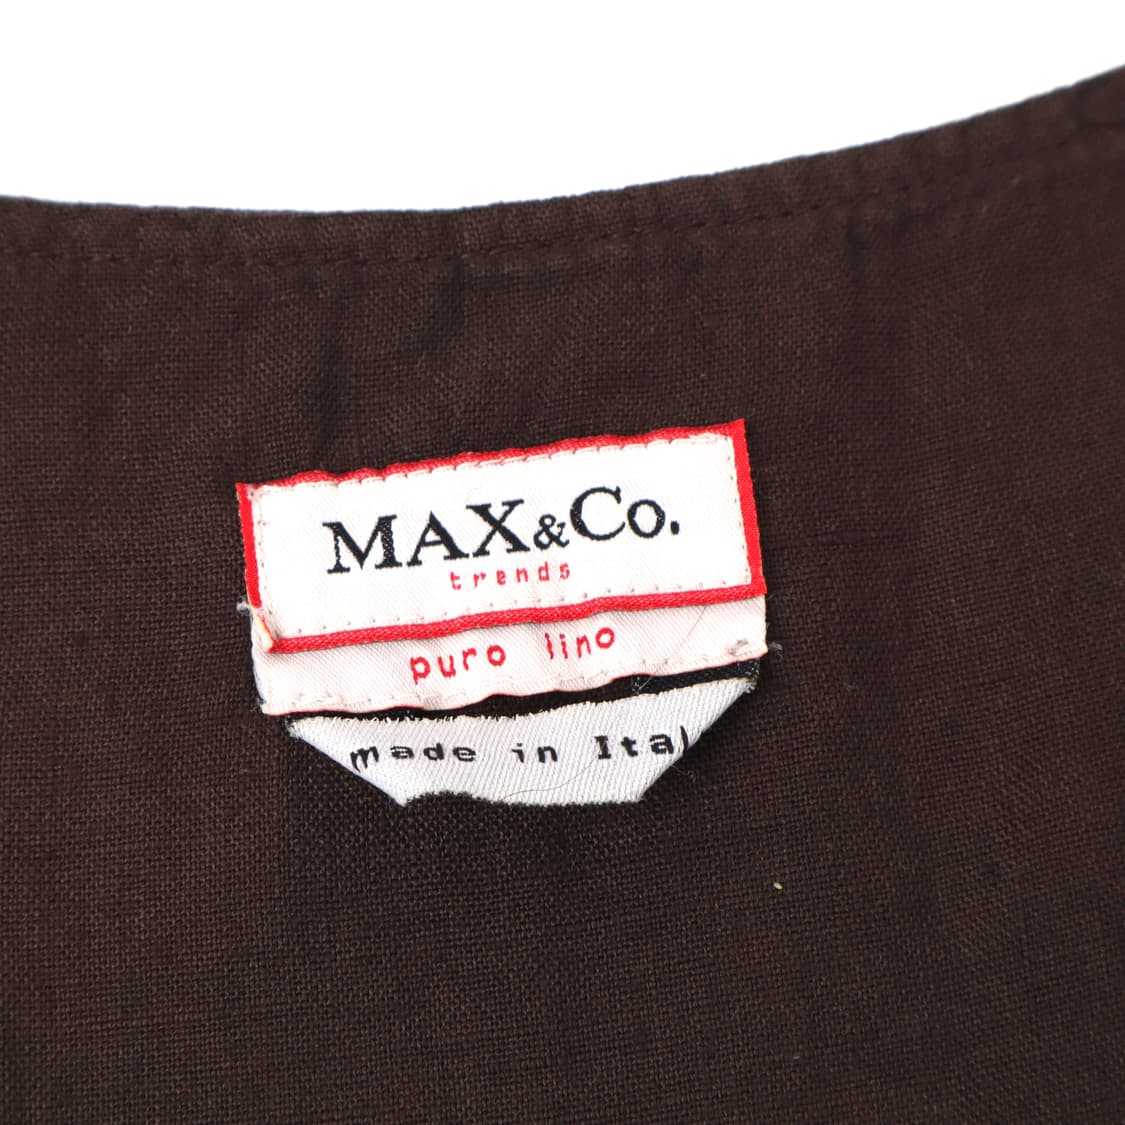 MAX&Co.
trends
puro lino
made in Ital